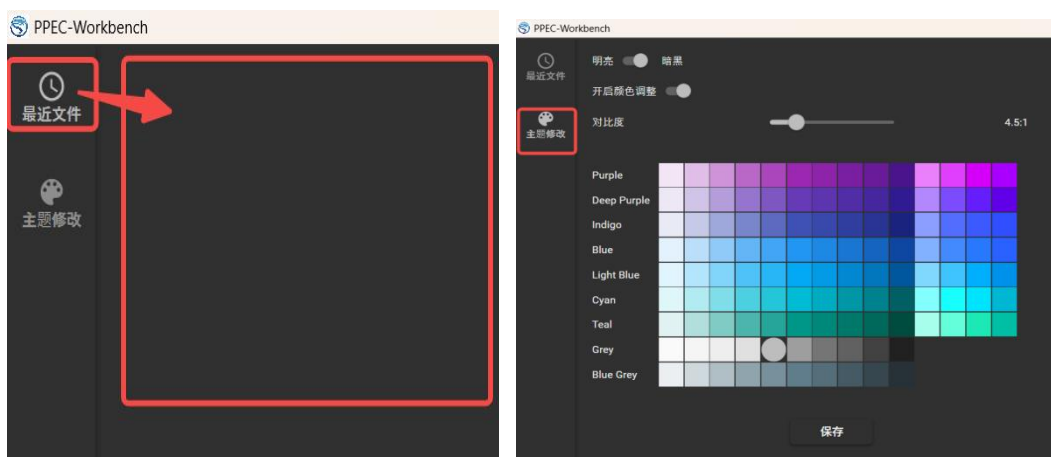 PPEC-Workbench
最近文件
主题修改
PPEC-Workbench
最近文件
主题修改
明亮 暗黑
开启颜色调整
对比度 4.5:1
Purple
Deep Purple
Indigo
Blue
Light Blue
Cyan
Teal
Grey
Blue Grey
保存